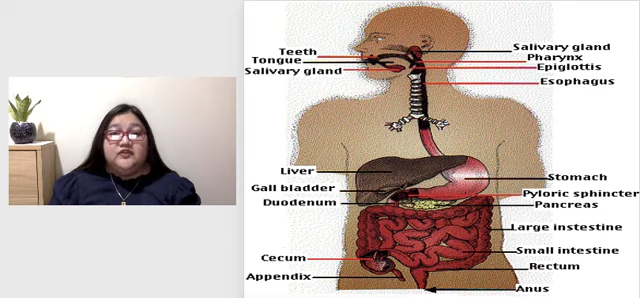 Teeth
Tongue
Salivary gland
Salivary gland
Pharynx
Epiglottis
Esophagus
Liver
Gall bladder
Duodenum
Stomach
Pyloric sphincter
Pancreas
Large instestine
Small intestine
Cecum
Appendix
Rectum
Anus